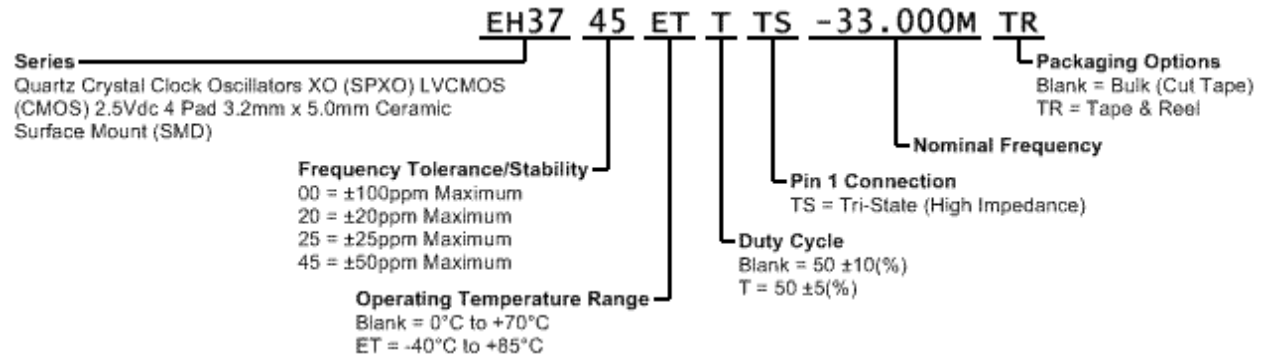 EH37 45 ET T TS -33.000M TR
Series
Quartz Crystal Clock Oscillators XO (SPXO) LVCMOS
(CMOS) 2.5Vdc 4 Pad 3.2mm x 5.0mm Ceramic
Surface Mount (SMD)
Packaging Options
Blank = Bulk (Cut Tape)
TR = Tape & Reel
Nominal Frequency
Frequency Tolerance/Stability
00 = ±100ppm Maximum
20 = ±20ppm Maximum
25 = ±25ppm Maximum
45 = ±50ppm Maximum
Pin 1 Connection
TS = Tri-State (High Impedance)
Duty Cycle
Blank = 50 ±10(%)
T = 50 ±5(%)
Operating Temperature Range
Blank = 0°C to +70°C
ET = -40°C to +85°C